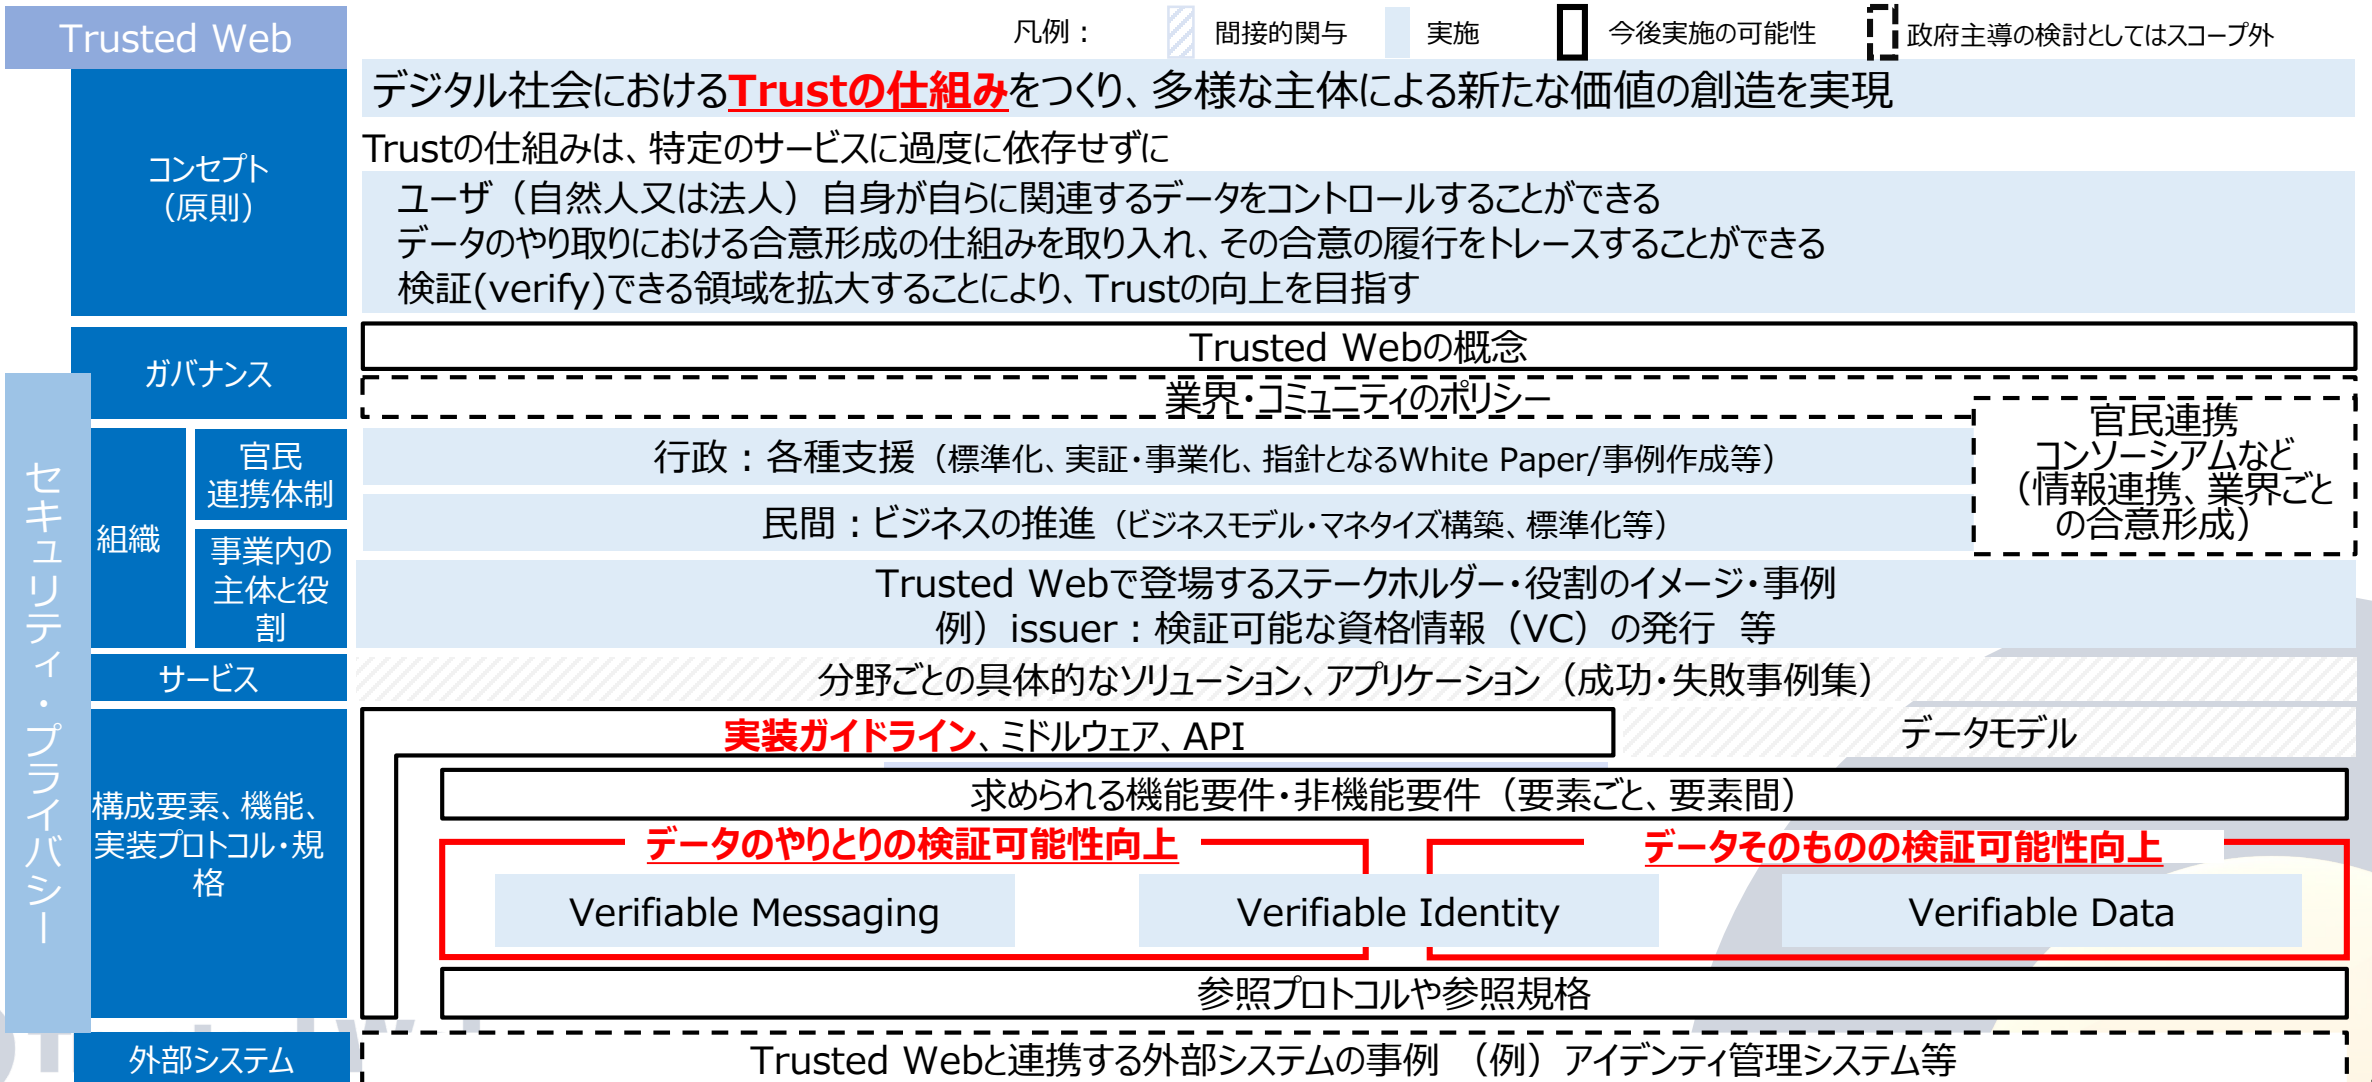 Trusted Web
凡例：
間接的関与
実施
今後実施の可能性
政府主導の検討としてはスコープ外
コンセプト
（原則）
デジタル社会におけるTrustの仕組みをつくり、多様な主体による新たな価値の創造を実現
Trustの仕組みは、特定のサービスに過度に依存せずに
ユーザ（自然人又は法人）自身が自らに関連するデータをコントロールすることができる
データのやり取りにおける合意形成の仕組みを取り入れ、その合意の履行をトレースすることができる
検証(verify)できる領域を拡大することにより、Trustの向上を目指す
ガバナンス
Trusted Webの概念
業界・コミュニティのポリシー
セキュリティ・プライバシー
組織
官民
連携体制
行政：各種支援（標準化、実証・事業化、指針となるWhite Paper/事例作成等）
民間：ビジネスの推進（ビジネスモデル・マネタイズ構築、標準化等）
官民連携
コンソーシアムなど
（情報連携、業界ごと
の合意形成）
事業内の
主体と役
割
Trusted Webで登場するステークホルダー・役割のイメージ・事例
例）issuer：検証可能な資格情報（VC）の発行 等
サービス
分野ごとの具体的なソリューション、アプリケーション（成功・失敗事例集）
構成要素、機能、
実装プロトコル・規
格
実装ガイドライン、ミドルウェア、API
データモデル
求められる機能要件・非機能要件（要素ごと、要素間）
データのやりとりの検証可能性向上
データそのものの検証可能性向上
Verifiable Messaging
Verifiable Identity
Verifiable Data
参照プロトコルや参照規格
外部システム
Trusted Webと連携する外部システムの事例 （例）アイデンティ管理システム等